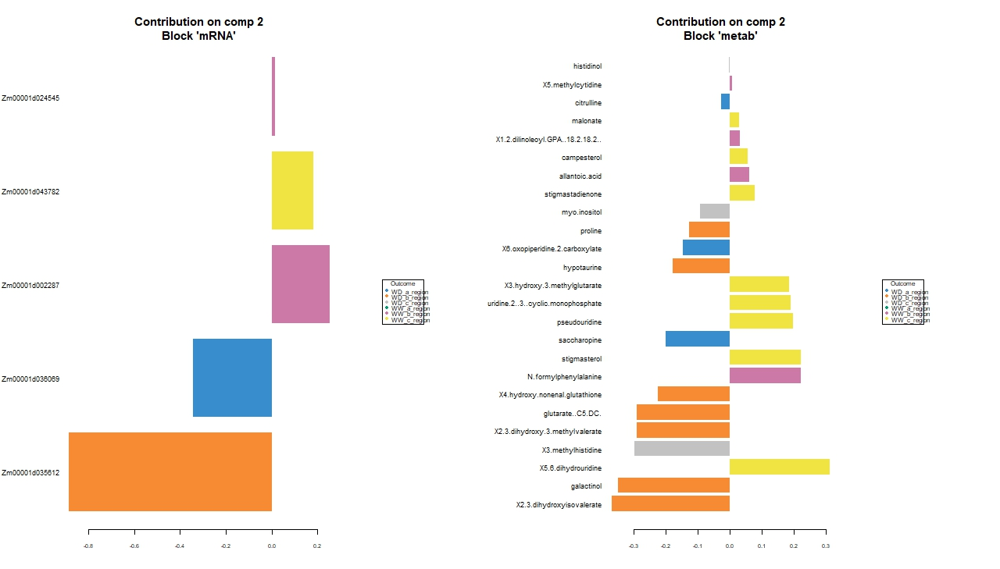 Contribution on comp 2
Block 'mRNA'
Zm00001d024545
Zm00001d043782
Zm00001d002287
Zm00001d036069
Zm00001d035612
-0.8 -0.6 -0.4 -0.2 0.0 0.2
Outcome
WD_a_region
WD_b_region
WD_c_region
WW_a_region
WW_b_region
WW_c_region
Contribution on comp 2
Block 'metab'
histidinol
X5.methylcytidine
citrulline
malonate
X1.2.dilinoleoyl.GPA..18.2.18.2..
campesterol
allantoic.acid
stigmastadienone
myo.inositol
proline
X6.oxopiperidine.2.carboxylate
hypotaurine
X3.hydroxy.3.methylglutarate
uridine.2..3..cyclic.monophosphate
pseudouridine
saccharopine
stigmasterol
N.formylphenylalanine
X4.hydroxy.nonenal.glutathione
glutarate..C5.DC.
X2.3.dihydroxy.3.methylvalerate
X3.methylhistidine
X5.6.dihydrouridine
galactinol
X2.3.dihydroxyisovalerate
-0.3 -0.2 -0.1 0.0 0.1 0.2 0.3
Outcome
WD_a_region
WD_b_region
WD_c_region
WW_a_region
WW_b_region
WW_c_region